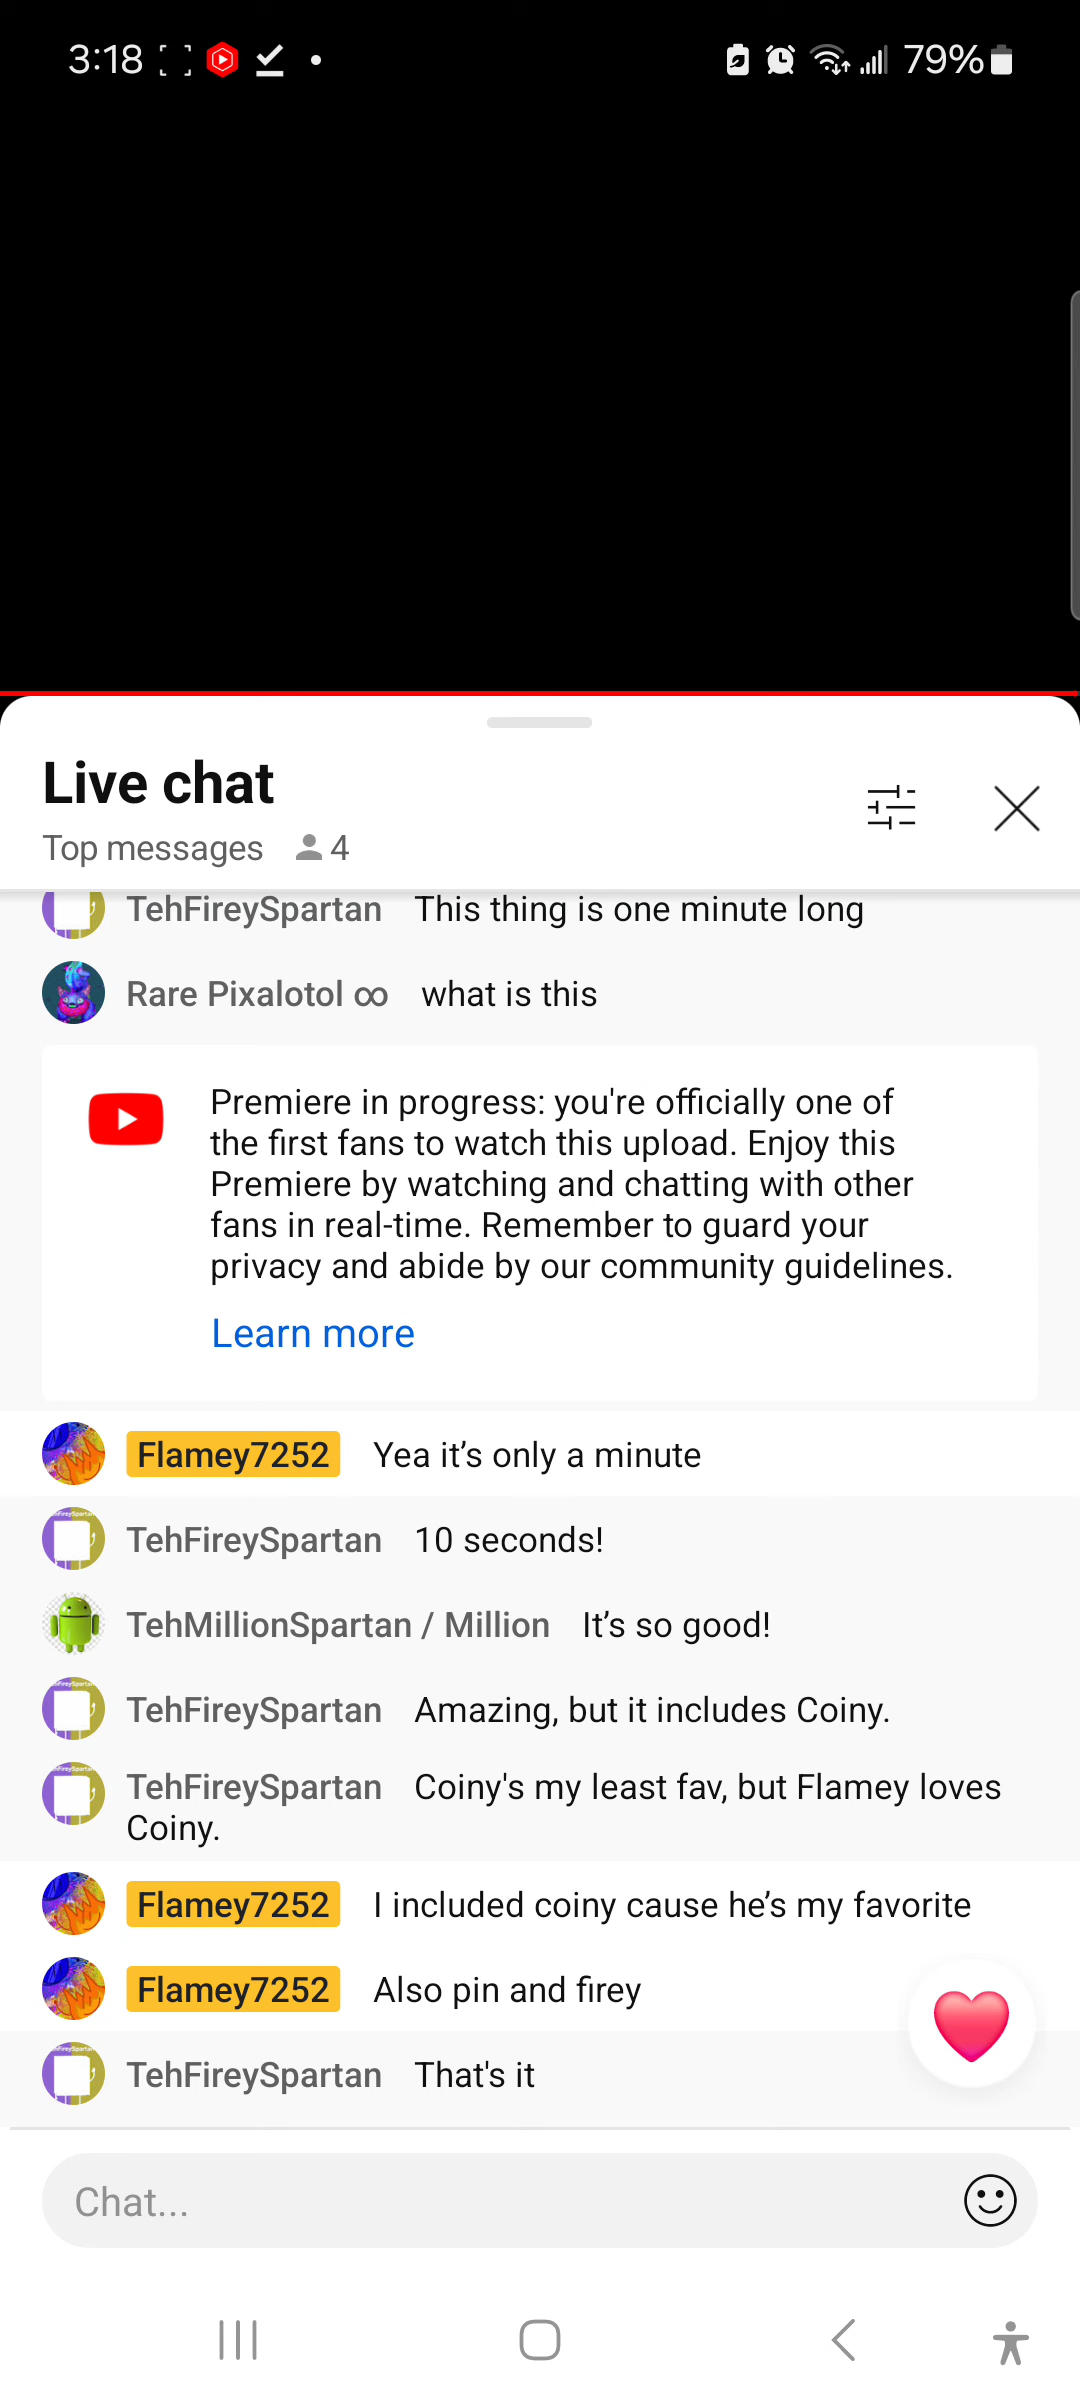 3:18 79%
Live chat
Top messages 4
TehFireySpartan This thing is one minute long
Rare Pixalotol ∞ what is this
Premiere in progress: you're officially one of
the first fans to watch this upload. Enjoy this
Premiere by watching and chatting with other
fans in real-time. Remember to guard your
privacy and abide by our community guidelines.
Learn more
Flamey7252 Yea it’s only a minute
TehFireySpartan 10 seconds!
TehMillionSpartan / Million It’s so good!
TehFireySpartan Amazing, but it includes Coiny.
TehFireySpartan Coiny's my least fav, but Flamey loves
Coiny.
Flamey7252 I included coiny cause he’s my favorite
Flamey7252 Also pin and firey
TehFireySpartan That's it
Chat...